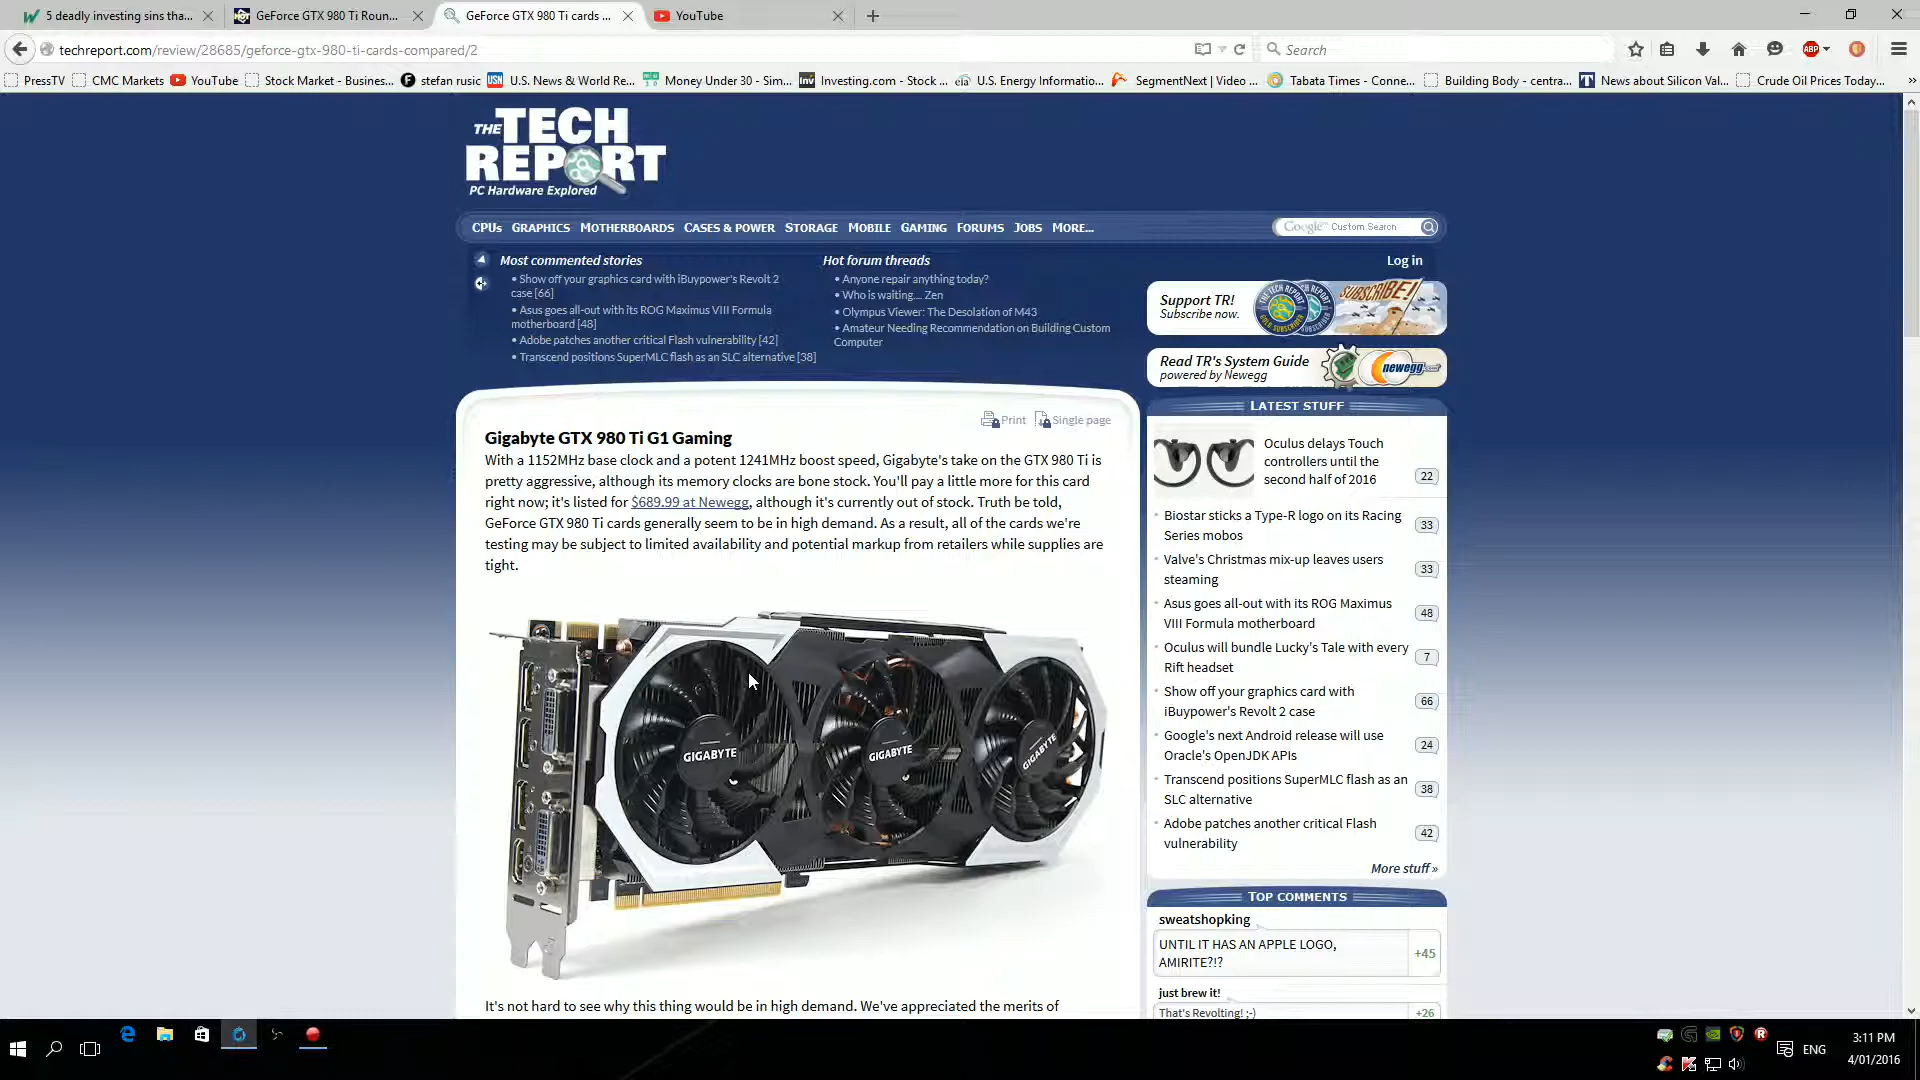 5 deadly investing sins tha...
GeForce GTX 980 Ti Roun...
GeForce GTX 980 Ti cards ...
YouTube
techreport.com/review/28685/geforce-gtx-980-ti-cards-compared/2
Search
ABP
PressTV
CMC Markets
YouTube
Stock Market - Busines...
stefan rusic
U.S. News & World Re...
Money Under 30 - Sim...
Investing.com - Stock ...
U.S. Energy Informatio...
SegmentNext | Video ...
Tabata Times - Conne...
Building Body - centra...
News about Silicon Val...
Crude Oil Prices Today...
THE TECH
REPORT
PC Hardware Explored
CPUs GRAPHICS MOTHERBOARDS CASES & POWER STORAGE MOBILE GAMING FORUMS JOBS MORE...
Google™ Custom Search
Most commented stories
• Show off your graphics card with iBuypower's Revolt 2
case [66]
• Asus goes all-out with its ROG Maximus VIII Formula
motherboard [48]
• Adobe patches another critical Flash vulnerability [42]
• Transcend positions SuperMLC flash as an SLC alternative [38]
Hot forum threads
• Anyone repair anything today?
• Who is waiting... Zen
• Olympus Viewer: The Desolation of M43
• Amateur Needing Recommendation on Building Custom
Computer
Log in
Support TR!
Subscribe now.
SUBSCRIBE!
Read TR's System Guide
powered by Newegg
newegg
Print
Single page
Gigabyte GTX 980 Ti G1 Gaming
With a 1152MHz base clock and a potent 1241MHz boost speed, Gigabyte's take on the GTX 980 Ti is
pretty aggressive, although its memory clocks are bone stock. You'll pay a little more for this card
right now; it's listed for $689.99 at Newegg, although it's currently out of stock. Truth be told,
GeForce GTX 980 Ti cards generally seem to be in high demand. As a result, all of the cards we're
testing may be subject to limited availability and potential markup from retailers while supplies are
tight.
GIGABYTE
GIGABYTE
GIGABYTE
It's not hard to see why this thing would be in high demand. We've appreciated the merits of
LATEST STUFF
Oculus delays Touch
controllers until the
second half of 2016
22
Biostar sticks a Type-R logo on its Racing
Series mobos
33
Valve's Christmas mix-up leaves users
steaming
33
Asus goes all-out with its ROG Maximus
VIII Formula motherboard
48
Oculus will bundle Lucky's Tale with every
Rift headset
7
Show off your graphics card with
iBuypower's Revolt 2 case
66
Google's next Android release will use
Oracle's OpenJDK APIs
24
Transcend positions SuperMLC flash as an
SLC alternative
38
Adobe patches another critical Flash
vulnerability
42
More stuff »
TOP COMMENTS
sweatshopking
UNTIL IT HAS AN APPLE LOGO,
AMIRITE?!?
+45
just brew it!
That's Revolting! ;-)
+26
ENG
3:11 PM
4/01/2016